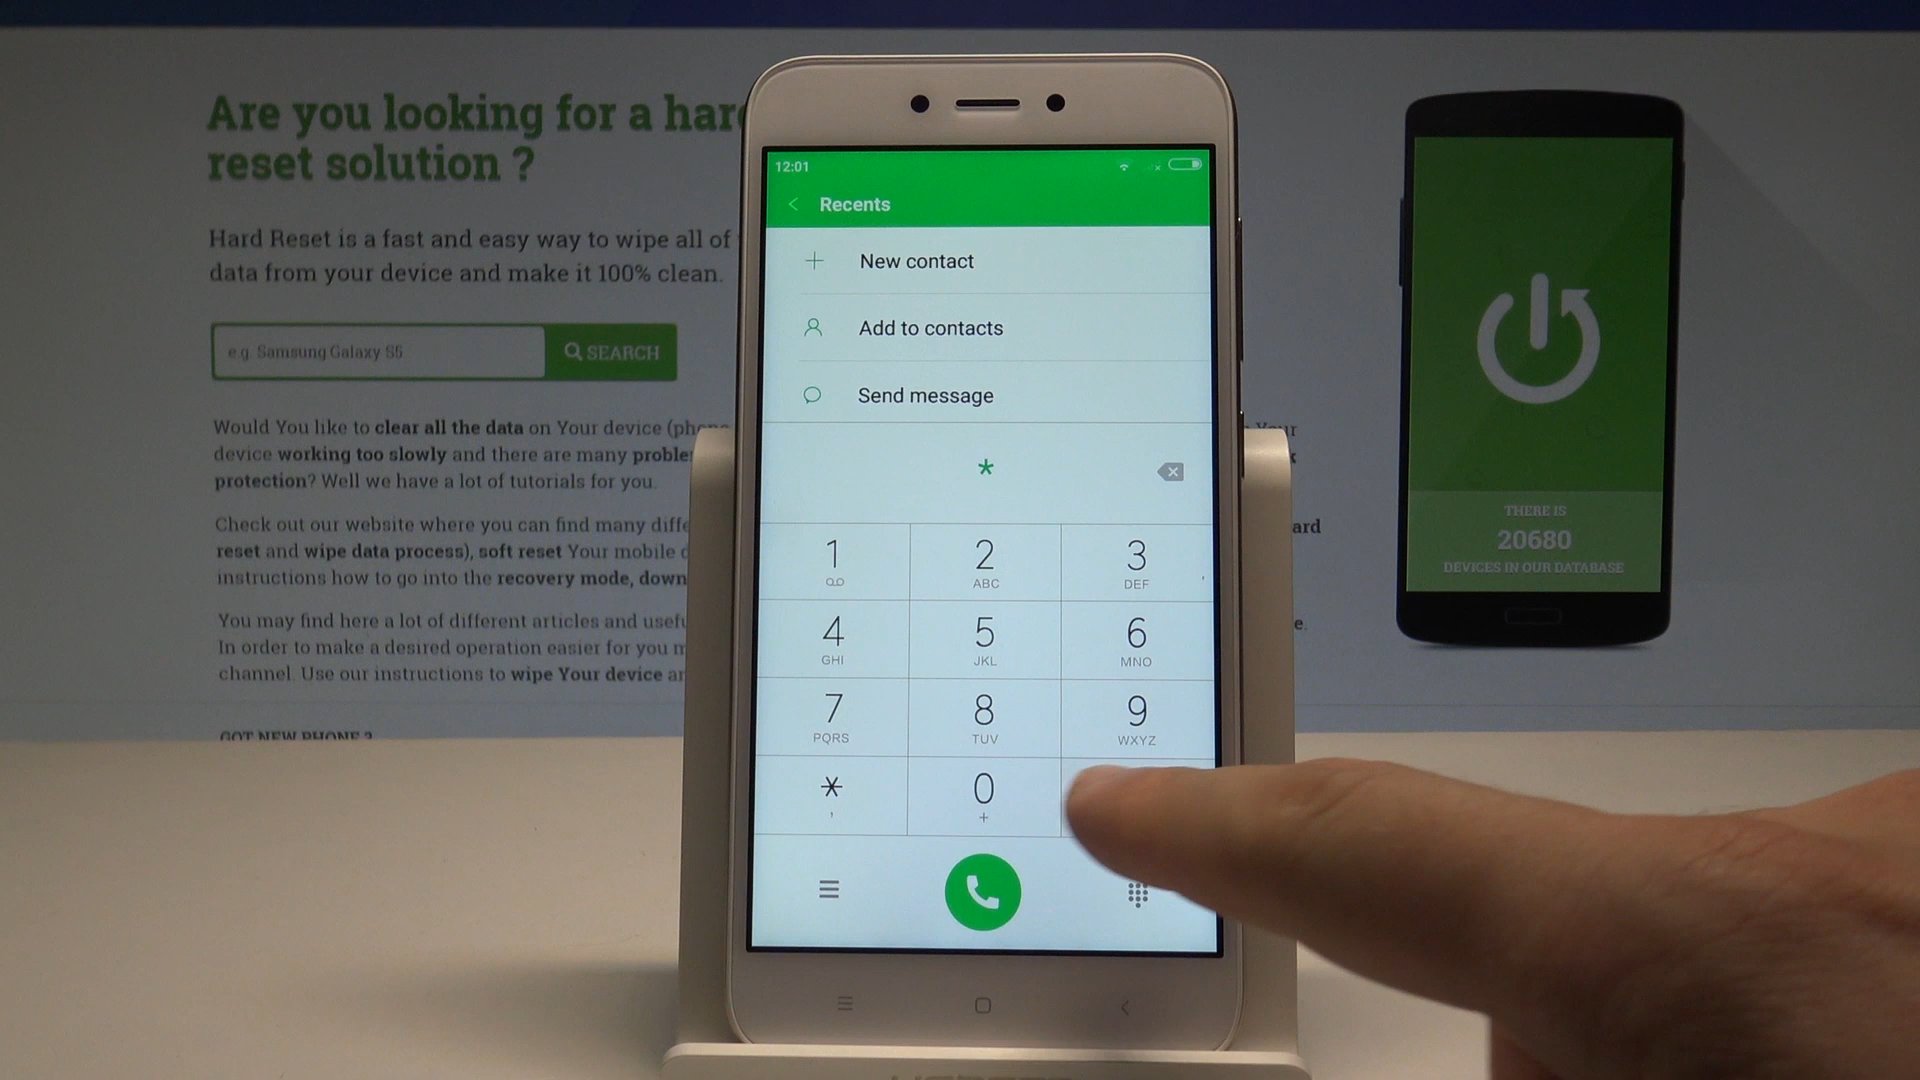 Are you looking for a hard
reset solution ?
Hard Reset is a fast and easy way to wipe all of
data from your device and make it 100% clean.
e.g. Samsung Galaxy S5
SEARCH
Would You like to clear all the data on Your device (phone
device working too slowly and there are many
protection? Well we have a lot of tutorials for you.
Check out our website where you can find many
reset and wipe data process), soft reset Your mobile
instructions how to go into the recovery mode,
You may find here a lot of different articles and
In order to make a desired operation easier for you
channel. Use our instructions to wipe Your device
GOT NEW PHONE ?
12:01
Recents
New contact
Add to contacts
Send message
*
1
2 ABC
3 DEF
4 GHI
5 JKL
6 MNO
7 PQRS
8 TUV
9 WXYZ
* ,
0 +
Your
THERE IS
20680
DEVICES IN OUR DATABASE